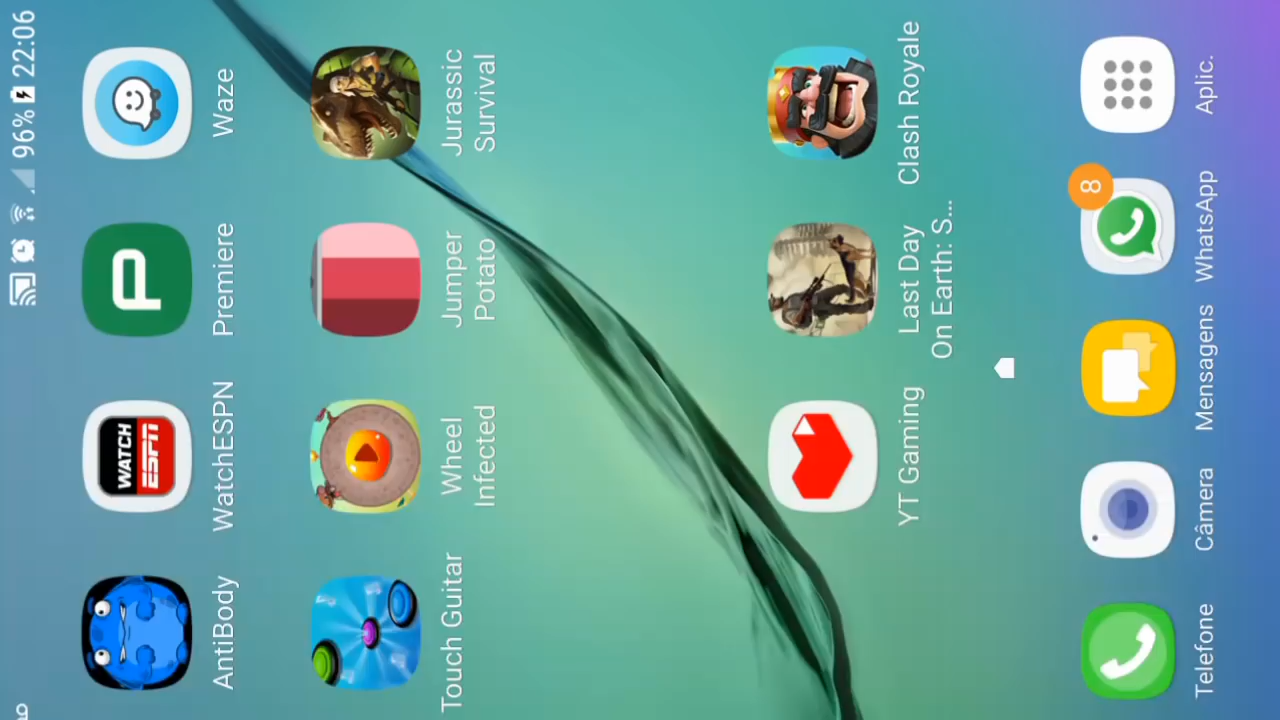 96% 22:06
AntiBody
WATCH
ESPN
WatchESPN
P
Premiere
Waze
Touch Guitar
Wheel
Infected
Jumper
Potato
Jurassic
Survival
YT Gaming
Last Day
On Earth: S...
Clash Royale
Telefone
Câmera
Mensagens
8
WhatsApp
Aplic.